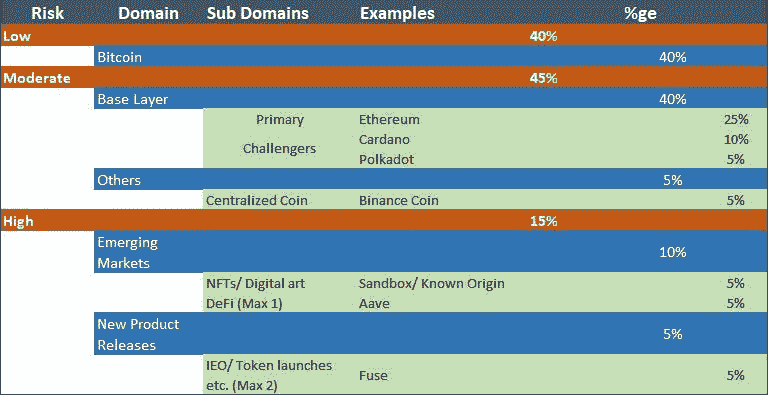 Risk Domain Sub Domains Examples %ge
Low 40%
Bitcoin 40%
Moderate 45%
Base Layer 40%
Primary Ethereum 25%
Challengers Cardano 10%
Polkadot 5%
Others 5%
Centralized Coin Binance Coin 5%
High 15%
Emerging
Markets 10%
NFTs/ Digital art Sandbox/ Known Origin 5%
DeFi (Max 1) Aave 5%
New Product
Releases 5%
IEO/ Token launches
etc. (Max 2) Fuse 5%